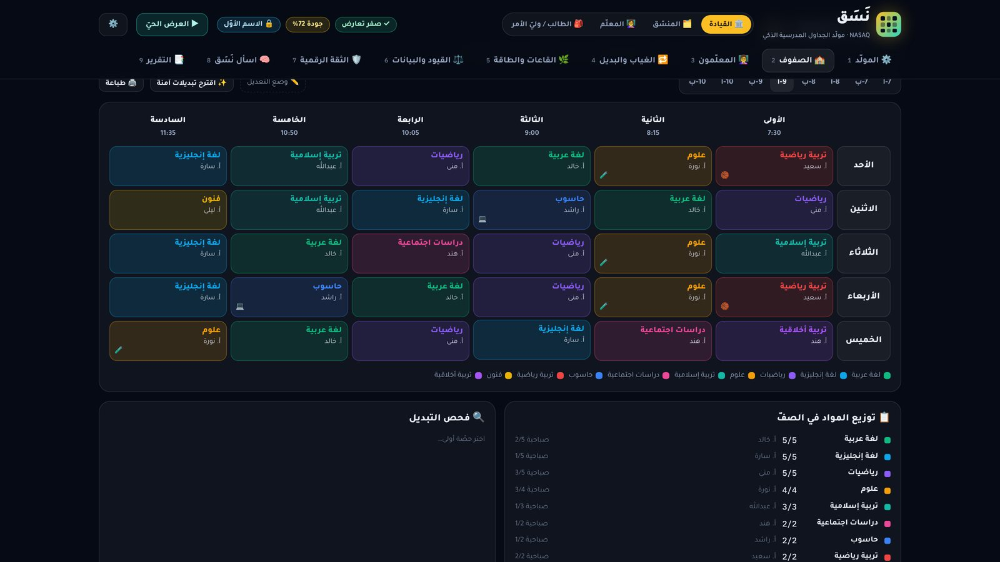 نَسَق
NASAQ · مولّد الجداول المدرسية الذكي
🏛️ القيادة 🗂️ المنسّق 👩‍🏫 المعلّم 🎒 الطالب / وليّ الأمر
✓ صفر تعارض جودة 72% 🔒 الاسم الأوّل ▶ العرض الحيّ ⚙️
⚙️ المولّد 1 🏫 الصفوف 2 👩‍🏫 المعلّمون 3 🔁 الغياب والبديل 4 🌿 القاعات والطاقة 5 ⚖️ القيود والبيانات 6 🛡️ الثقة الرقمية 7 🧠 اسأل نَسَق 8 📑 التقرير 9
7-أ 7-ب 8-أ 8-ب 9-أ 9-ب 10-أ 10-ب
✏️ وضع التعديل ✨ اقترح تبديلات آمنة 🖨️ طباعة
الأولى الثانية الثالثة الرابعة الخامسة السادسة
7:30 8:15 9:00 10:05 10:50 11:35
الأحد
تربية رياضية علوم لغة عربية رياضيات تربية إسلامية لغة إنجليزية
أ. سعيد أ. نورة أ. خالد أ. منى أ. عبدالله أ. سارة
الاثنين
رياضيات لغة عربية حاسوب لغة إنجليزية تربية إسلامية فنون
أ. منى أ. خالد أ. راشد أ. سارة أ. عبدالله أ. ليلى
الثلاثاء
تربية إسلامية علوم رياضيات دراسات اجتماعية لغة عربية لغة إنجليزية
أ. عبدالله أ. نورة أ. منى أ. هند أ. خالد أ. سارة
الأربعاء
تربية رياضية علوم رياضيات لغة عربية حاسوب لغة إنجليزية
أ. سعيد أ. نورة أ. منى أ. خالد أ. راشد أ. سارة
الخميس
تربية أخلاقية دراسات اجتماعية لغة إنجليزية رياضيات لغة عربية علوم
أ. هند أ. هند أ. سارة أ. منى أ. خالد أ. نورة
لغة عربية لغة إنجليزية رياضيات علوم تربية إسلامية دراسات اجتماعية حاسوب تربية رياضية فنون تربية أخلاقية
📋 توزيع المواد في الصفّ
لغة عربية 5/5 أ. خالد صباحية 2/5
لغة إنجليزية 5/5 أ. سارة صباحية 1/5
رياضيات 5/5 أ. منى صباحية 3/5
علوم 4/4 أ. نورة صباحية 3/4
تربية إسلامية 3/3 أ. عبدالله صباحية 1/3
دراسات اجتماعية 2/2 أ. هند صباحية 1/2
حاسوب 2/2 أ. راشد صباحية 1/2
تربية رياضية 2/2 أ. سعيد صباحية 2/2
🔍 فحص التبديل
اختر حصّة أولى…